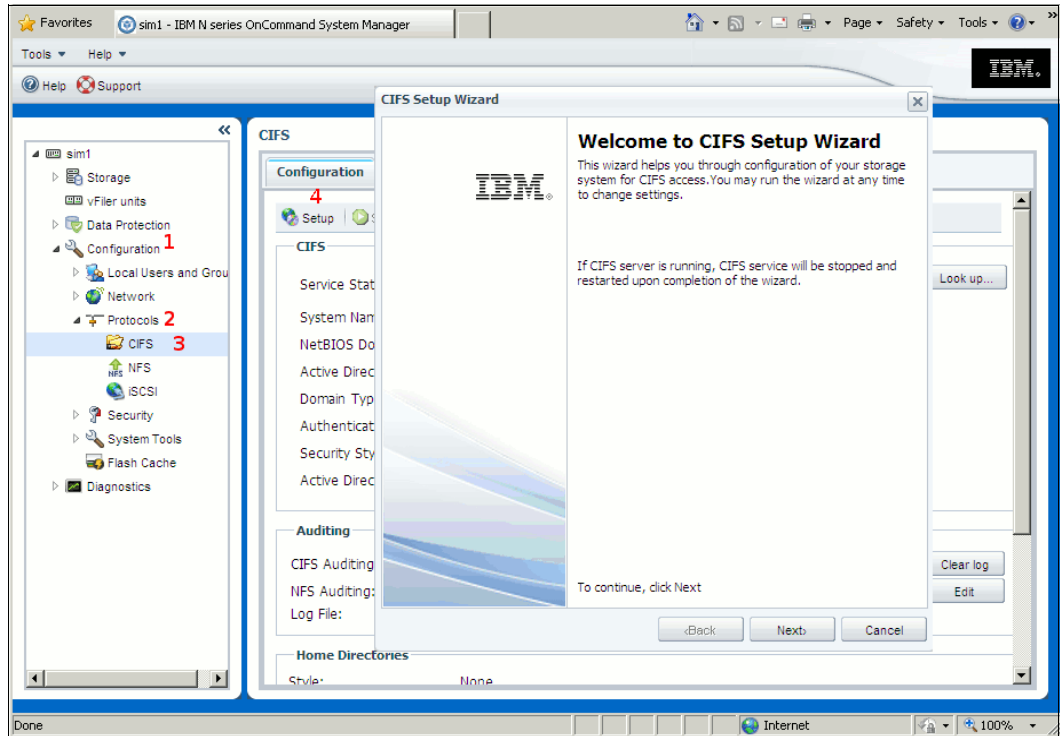 Favorites
sim1 - IBM N series OnCommand System Manager
Page
Safety
Tools
»
Tools
Help
Help
Support
IBM.
«
sim1
Storage
vFiler units
Data Protection
Configuration 1
Local Users and Grou
Network
Protocols 2
CIFS 3
NFS
iSCSI
Security
System Tools
Flash Cache
Diagnostics
CIFS
Configuration
4
Setup
CIFS
Service Stat
System Nam
NetBIOS Do
Active Direc
Domain Typ
Authenticat
Security Sty
Active Direc
Look up...
Auditing
CIFS Auditing
NFS Auditing:
Log File:
Clear log
Edit
Home Directories
Style: None
CIFS Setup Wizard
IBM.
Welcome to CIFS Setup Wizard
This wizard helps you through configuration of your storage
system for CIFS access.You may run the wizard at any time
to change settings.
If CIFS server is running, CIFS service will be stopped and
restarted upon completion of the wizard.
To continue, click Next
‹Back
Next›
Cancel
Done
Internet
100%